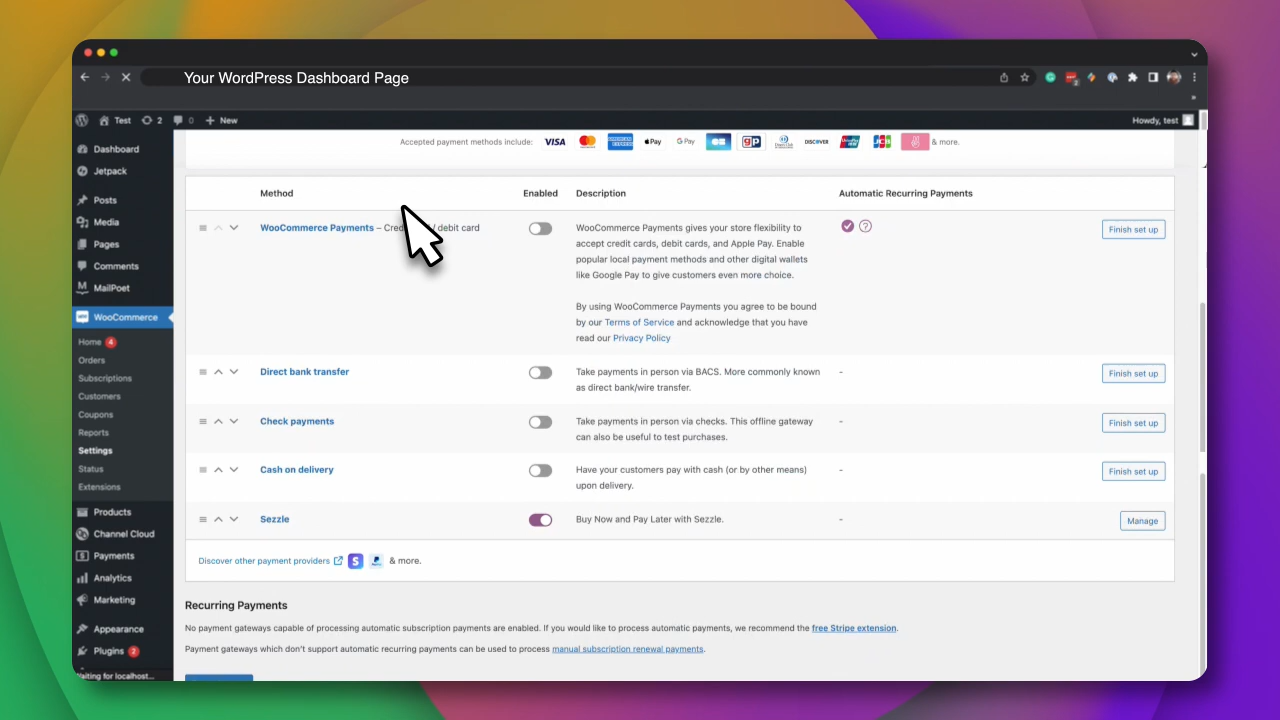 Your WordPress Dashboard Page
Test 2 0 New
Howdy, test
Dashboard
Jetpack
Posts
Media
Pages
Comments
MailPoet
WooCommerce
Home 4
Orders
Subscriptions
Customers
Coupons
Reports
Settings
Status
Extensions
Products
Channel Cloud
Payments
Analytics
Marketing
Appearance
Plugins 2
Waiting for localhost...
Accepted payment methods include: VISA Pay G Pay DISCOVER & more.
Method Enabled Description Automatic Recurring Payments
WooCommerce Payments – debit card
WooCommerce Payments gives your store flexibility to
accept credit cards, debit cards, and Apple Pay. Enable
popular local payment methods and other digital wallets
like Google Pay to give customers even more choice.
By using WooCommerce Payments you agree to be bound
by our Terms of Service and acknowledge that you have
read our Privacy Policy
Finish set up
Direct bank transfer
Take payments in person via BACS. More commonly known
as direct bank/wire transfer.
-
Finish set up
Check payments
Take payments in person via checks. This offline gateway
can also be useful to test purchases.
-
Finish set up
Cash on delivery
Have your customers pay with cash (or by other means)
upon delivery.
-
Finish set up
Sezzle
Buy Now and Pay Later with Sezzle.
-
Manage
Discover other payment providers S & more.
Recurring Payments
No payment gateways capable of processing automatic subscription payments are enabled. If you would like to process automatic payments, we recommend the free Stripe extension.
Payment gateways which don't support automatic recurring payments can be used to process manual subscription renewal payments.